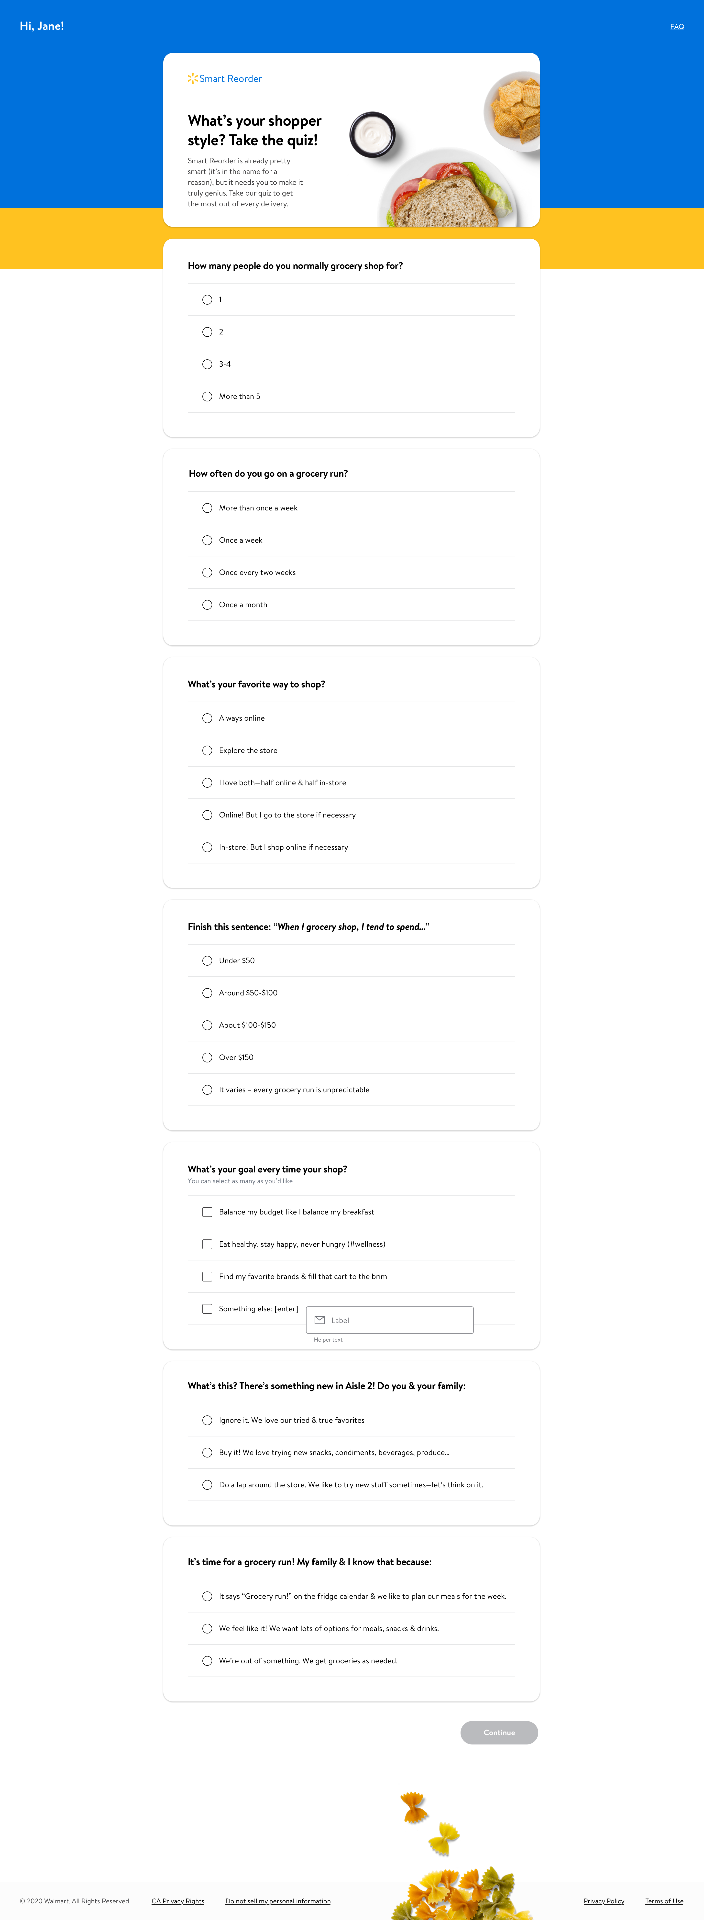 Hi, Jane!
FAQ
Smart Reorder
What's your shopper
style? Take the quiz!
Smart Reorder is already pretty
smart (it's in the name for a
reason), but it needs you to make it
truly genius. Take our quiz to get
the most out of every delivery.
How many people do you normally grocery shop for?
1
2
3-4
More than 5
How often do you go on a grocery run?
More than once a week
Once a week
Once every two weeks
Once a month
What's your favorite way to shop?
Always online
Explore the store
I love both—half online & half in-store
Online! But I go to the store if necessary
In-store. But I shop online if necessary
Finish this sentence: "When I grocery shop, I tend to spend..."
Under $50
Around $50-$100
About $100-$150
Over $150
It varies – every grocery run is unpredictable
What's your goal every time your shop?
You can select as many as you'd like
Balance my budget like I balance my breakfast
Eat healthy, stay happy, never hungry (#wellness)
Find my favorite brands & fill that cart to the brim
Something else: [enter]
Label
Helper text
What's this? There's something new in Aisle 2! Do you & your family:
Ignore it. We love our tried & true favorites
Buy it! We love trying new snacks, condiments, beverages, produce...
Do a lap around the store. We like to try new stuff sometimes—let's think on it.
It's time for a grocery run! My family & I know that because:
It says "Grocery run!" on the fridge calendar & we like to plan our meals for the week.
We feel like it! We want lots of options for meals, snacks & drinks.
We're out of something. We get groceries as needed.
Continue
© 2020 Walmart. All Rights Reserved.
CA Privacy Rights
Do not sell my personal information
Privacy Policy
Terms of Use